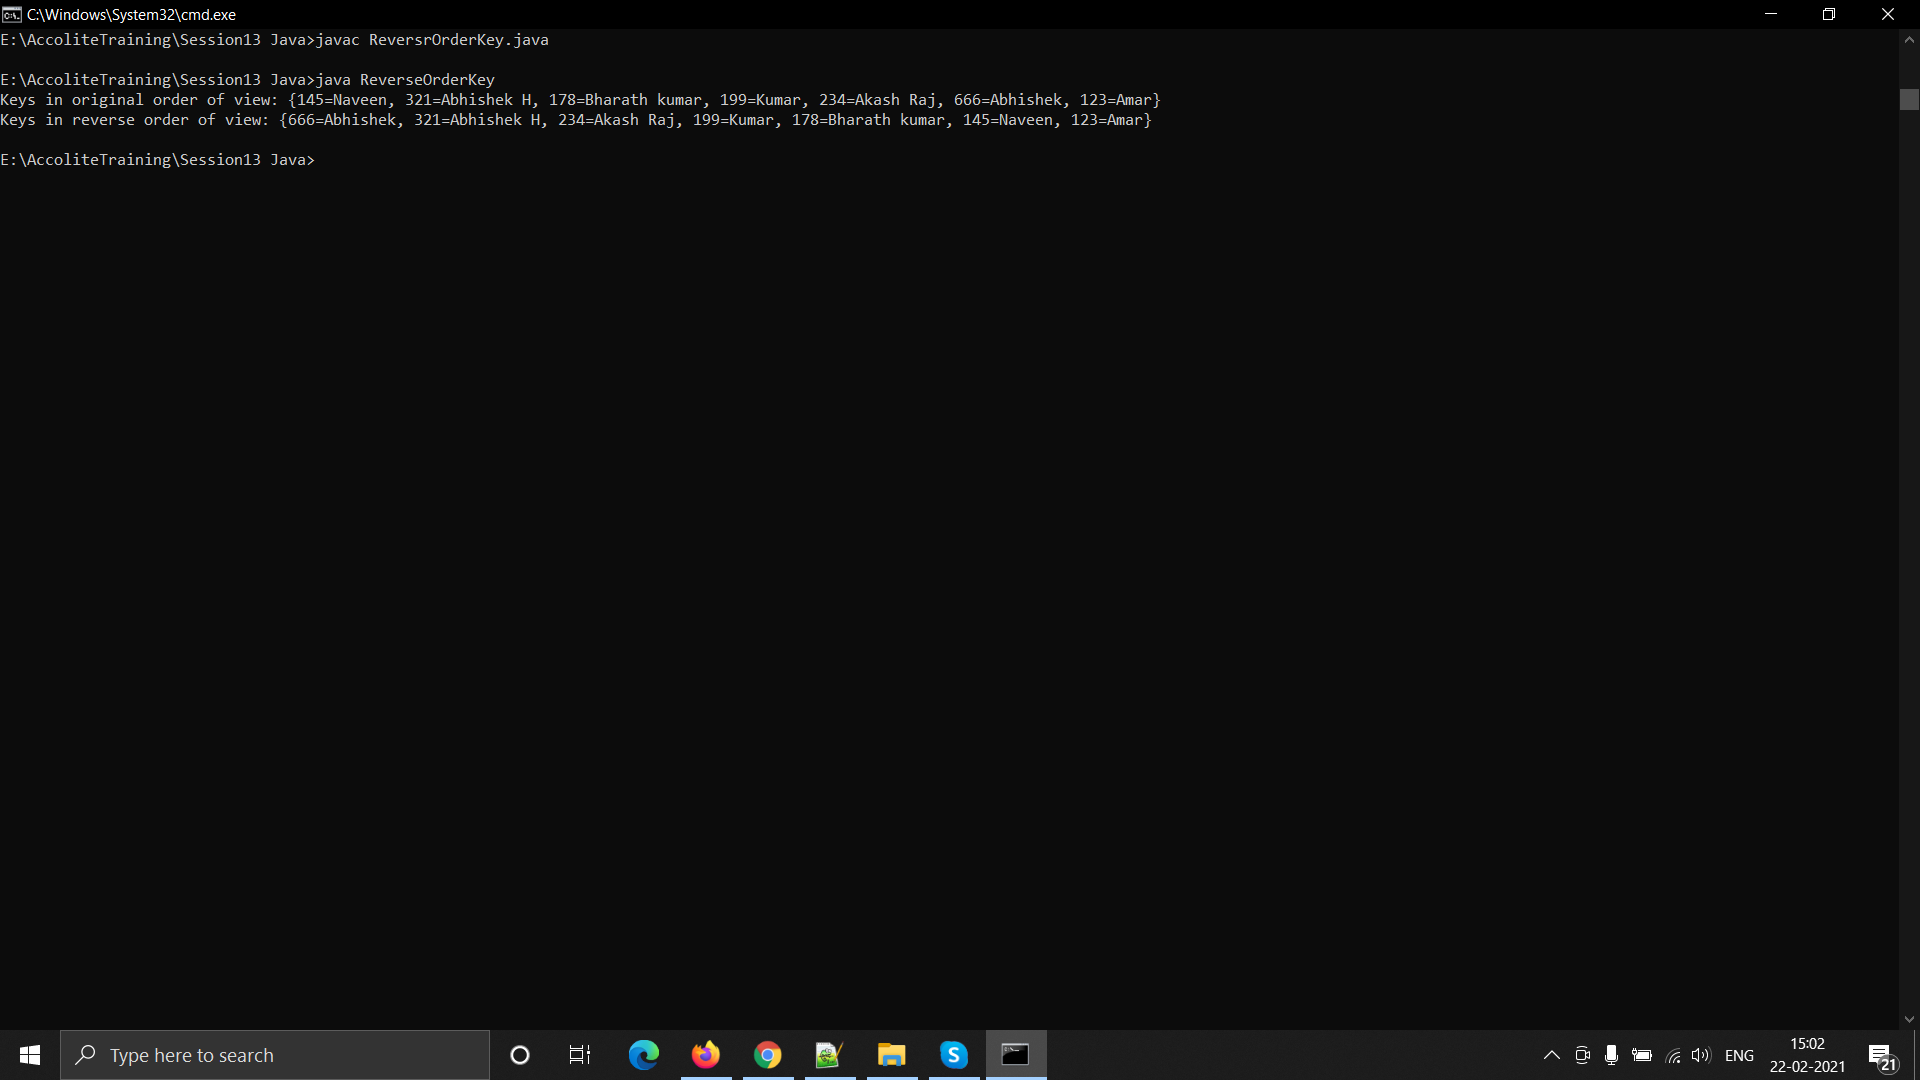 C:\Windows\System32\cmd.exe
E:\AccoliteTraining\Session13 Java>javac ReversrOrderKey.java
E:\AccoliteTraining\Session13 Java>java ReverseOrderKey
Keys in original order of view: {145=Naveen, 321=Abhishek H, 178=Bharath kumar, 199=Kumar, 234=Akash Raj, 666=Abhishek, 123=Amar}
Keys in reverse order of view: {666=Abhishek, 321=Abhishek H, 234=Akash Raj, 199=Kumar, 178=Bharath kumar, 145=Naveen, 123=Amar}
E:\AccoliteTraining\Session13 Java>
Type here to search
ENG
15:02
22-02-2021
21